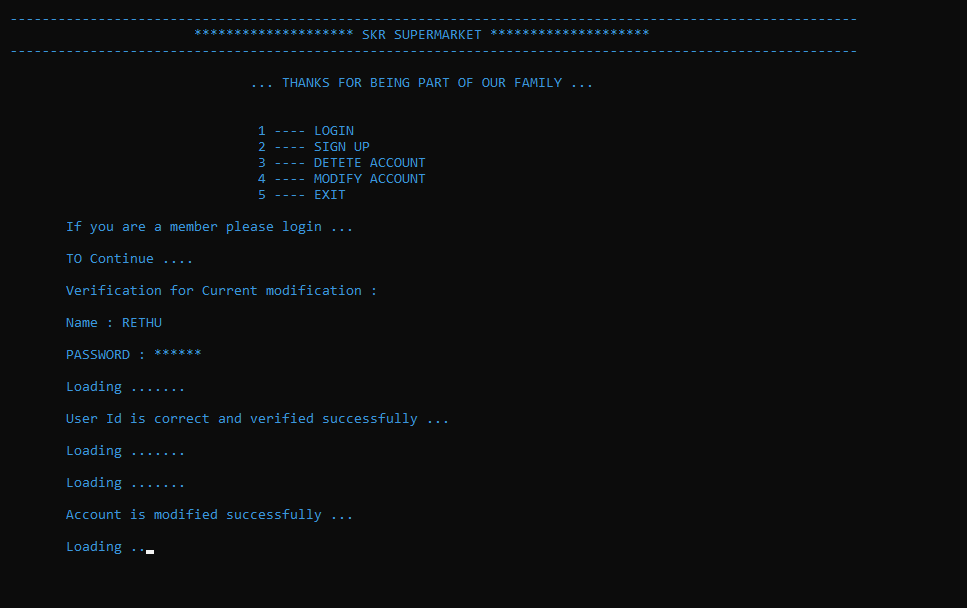 ----------------------------------------------------------------------------------------------------------
******************** SKR SUPERMARKET ********************
----------------------------------------------------------------------------------------------------------
... THANKS FOR BEING PART OF OUR FAMILY ...
1 ---- LOGIN
2 ---- SIGN UP
3 ---- DETETE ACCOUNT
4 ---- MODIFY ACCOUNT
5 ---- EXIT
If you are a member please login ...
TO Continue ....
Verification for Current modification :
Name : RETHU
PASSWORD : ******
Loading .......
User Id is correct and verified successfully ...
Loading .......
Loading .......
Account is modified successfully ...
Loading ..